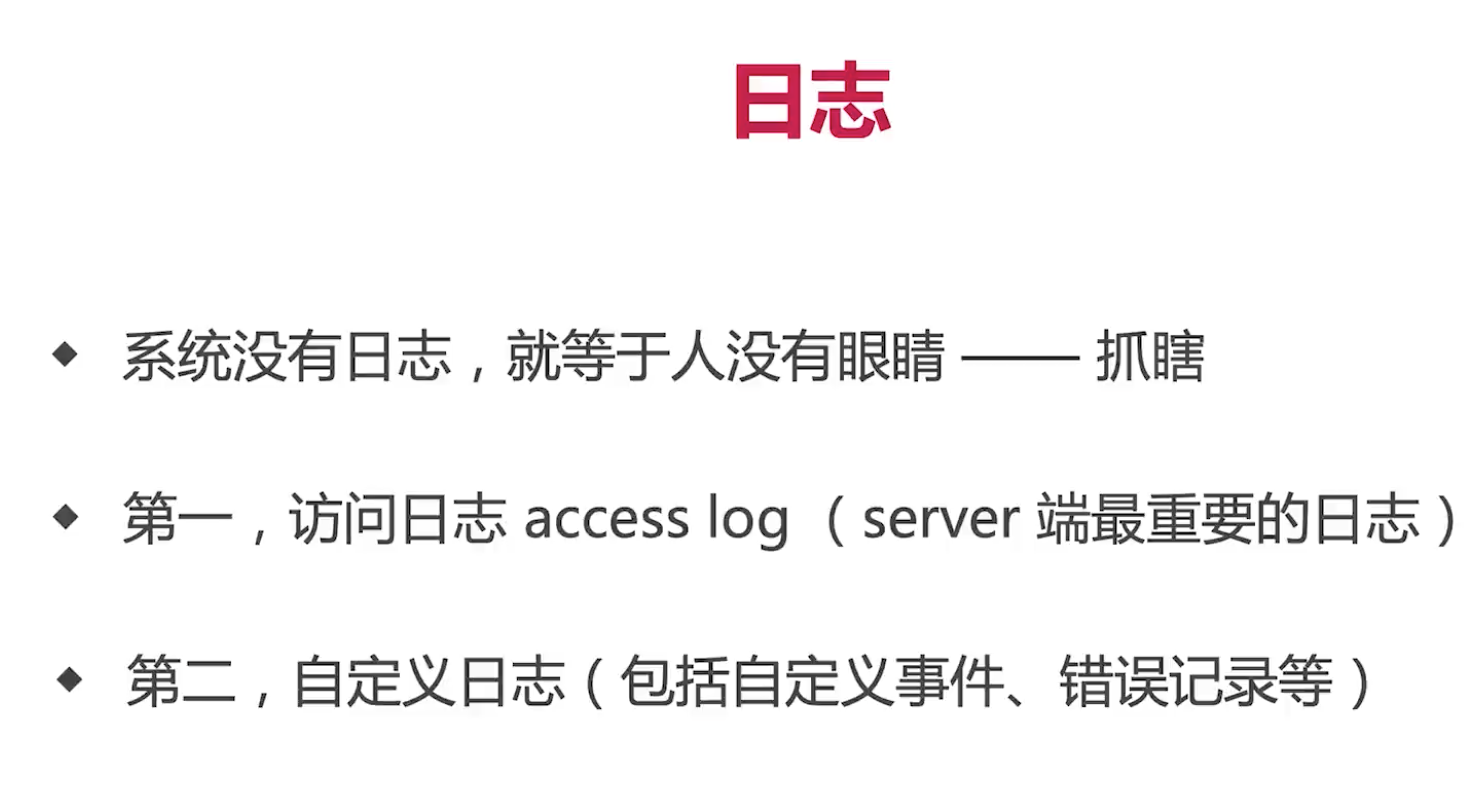 日志
◆ 系统没有日志，就等于人没有眼睛 —— 抓瞎
◆ 第一，访问日志 access log （ server 端最重要的日志 ）
◆ 第二，自定义日志（ 包括自定义事件、错误记录等 ）